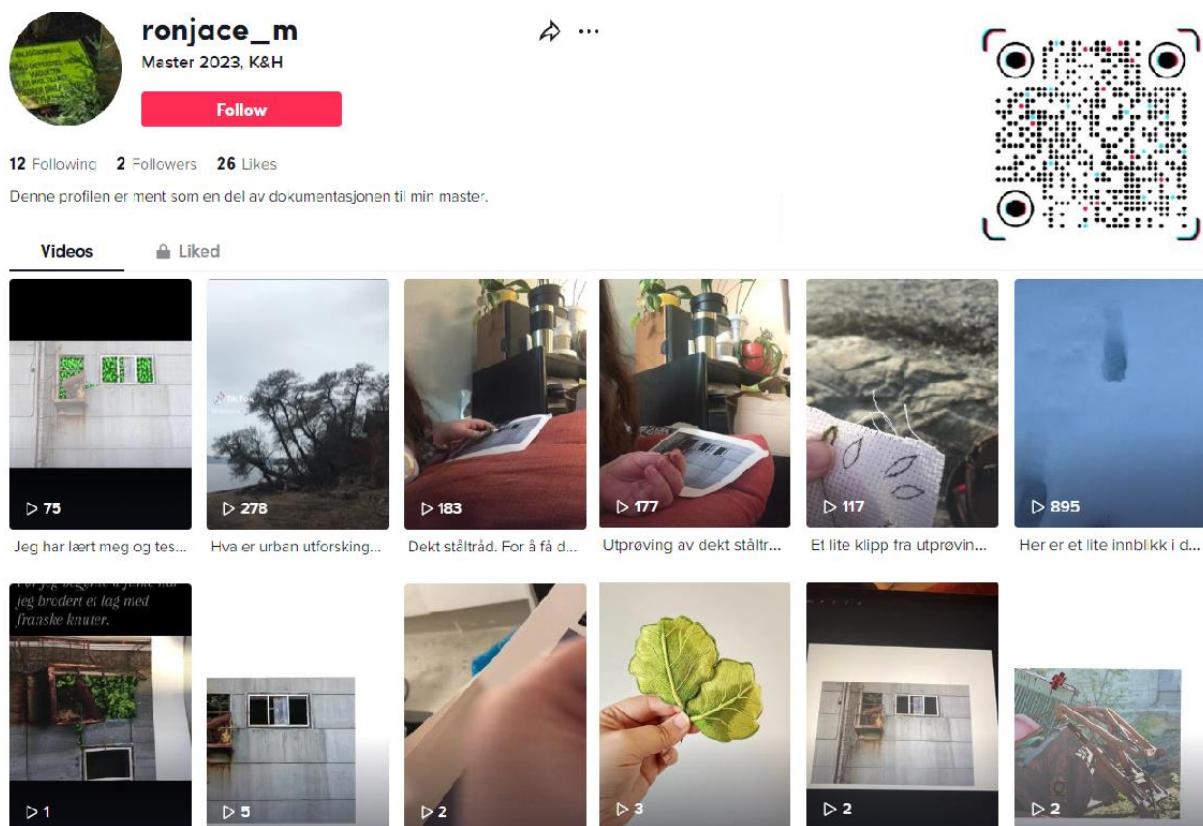 ronjace_m
Master 2023, K&H
Follow
12 Following 2 Followers 26 Likes
Denne profilen er ment som en del av dokumentasjonen til min master.
Videos Liked
TikTok
75 278 183 177 117 895
Jeg har lært meg og tes... Hva er urban utforsking... Dekt ståltråd. For å få d... Utprøving av dekt ståltr... Et lite klipp fra utprøvin... Her er et lite innblikk i d...
jeg brodert et lag med
franske knuter.
1 5 2 3 2 2